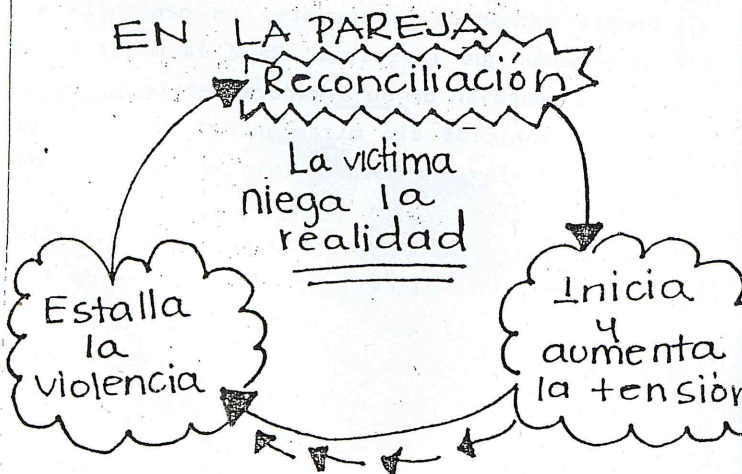 EN LA PAREJA
Reconciliación
La victima
niega la
realidad
Inicia
y
aumenta
la tensión
Estalla
la
violencia